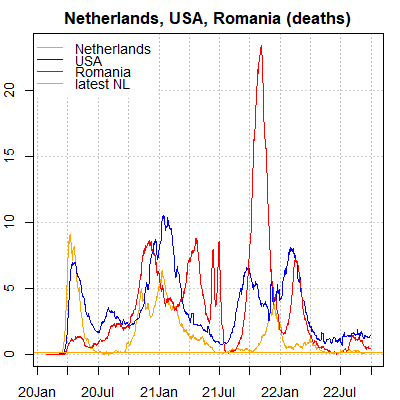 Netherlands, USA, Romania (deaths)
Netherlands
USA
Romania
latest NL
20
15
10
5
0
20Jan 20Jul 21Jan 21Jul 22Jan 22Jul